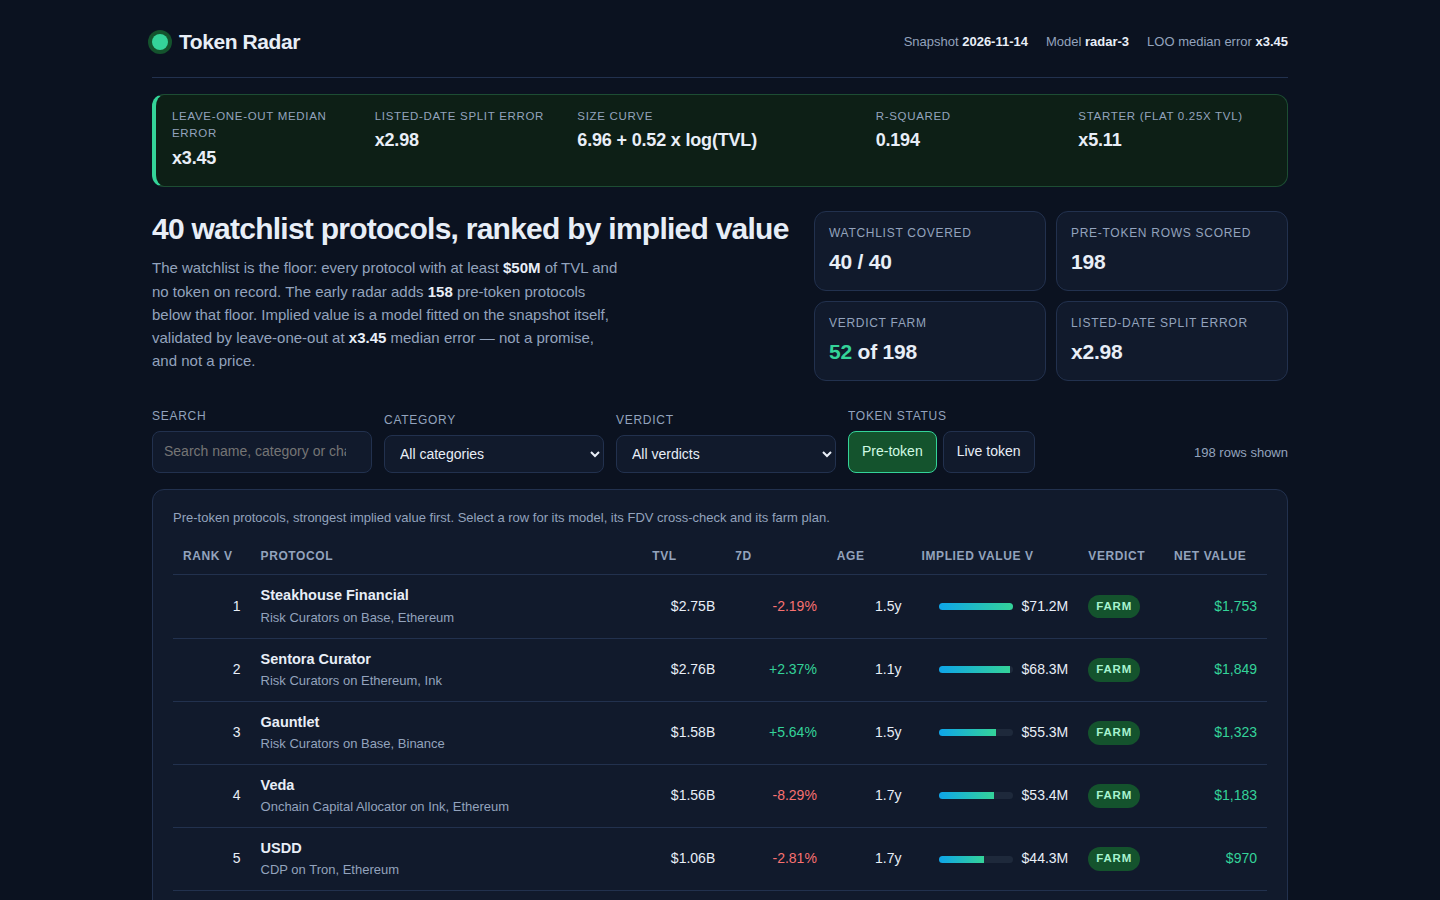 Token Radar
Snapshot 2026-11-14 Model radar-3 LOO median error x3.45
LEAVE-ONE-OUT MEDIAN ERROR
x3.45
LISTED-DATE SPLIT ERROR
x2.98
SIZE CURVE
6.96 + 0.52 x log(TVL)
R-SQUARED
0.194
STARTER (FLAT 0.25X TVL)
x5.11
40 watchlist protocols, ranked by implied value
The watchlist is the floor: every protocol with at least $50M of TVL and
no token on record. The early radar adds 158 pre-token protocols
below that floor. Implied value is a model fitted on the snapshot itself,
validated by leave-one-out at x3.45 median error — not a promise,
and not a price.
WATCHLIST COVERED
40 / 40
PRE-TOKEN ROWS SCORED
198
VERDICT FARM
52 of 198
LISTED-DATE SPLIT ERROR
x2.98
SEARCH
Search name, category or cha
CATEGORY
All categories
VERDICT
All verdicts
TOKEN STATUS
Pre-token Live token
198 rows shown
Pre-token protocols, strongest implied value first. Select a row for its model, its FDV cross-check and its farm plan.
RANK V PROTOCOL TVL 7D AGE IMPLIED VALUE V VERDICT NET VALUE
1 Steakhouse Financial $2.75B -2.19% 1.5y $71.2M FARM $1,753
Risk Curators on Base, Ethereum
2 Sentora Curator $2.76B +2.37% 1.1y $68.3M FARM $1,849
Risk Curators on Ethereum, Ink
3 Gauntlet $1.58B +5.64% 1.5y $55.3M FARM $1,323
Risk Curators on Base, Binance
4 Veda $1.56B -8.29% 1.7y $53.4M FARM $1,183
Onchain Capital Allocator on Ink, Ethereum
5 USDD $1.06B -2.81% 1.7y $44.3M FARM $970
CDP on Tron, Ethereum